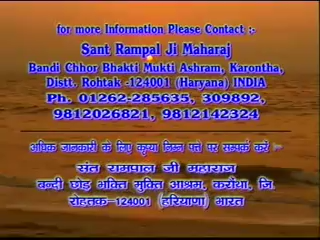 for more Information Please Contact :-
Sant Rampal Ji Maharaj
Bandi Chhor Bhakti Mukti Ashram, Karontha,
Distt. Rohtak -124001 (Haryana) INDIA
Ph. 01262-285635, 309892,
9812026821, 9812142324
अधिक जानकारी के लिए कृप्या निम्न पते पर सम्पर्क करें :-
संत रामपाल जी महाराज
बन्दी छोड़ भक्ति मुक्ति आश्रम, करौंथा, जि.
रोहतक-124001 (हरियाणा) भारत